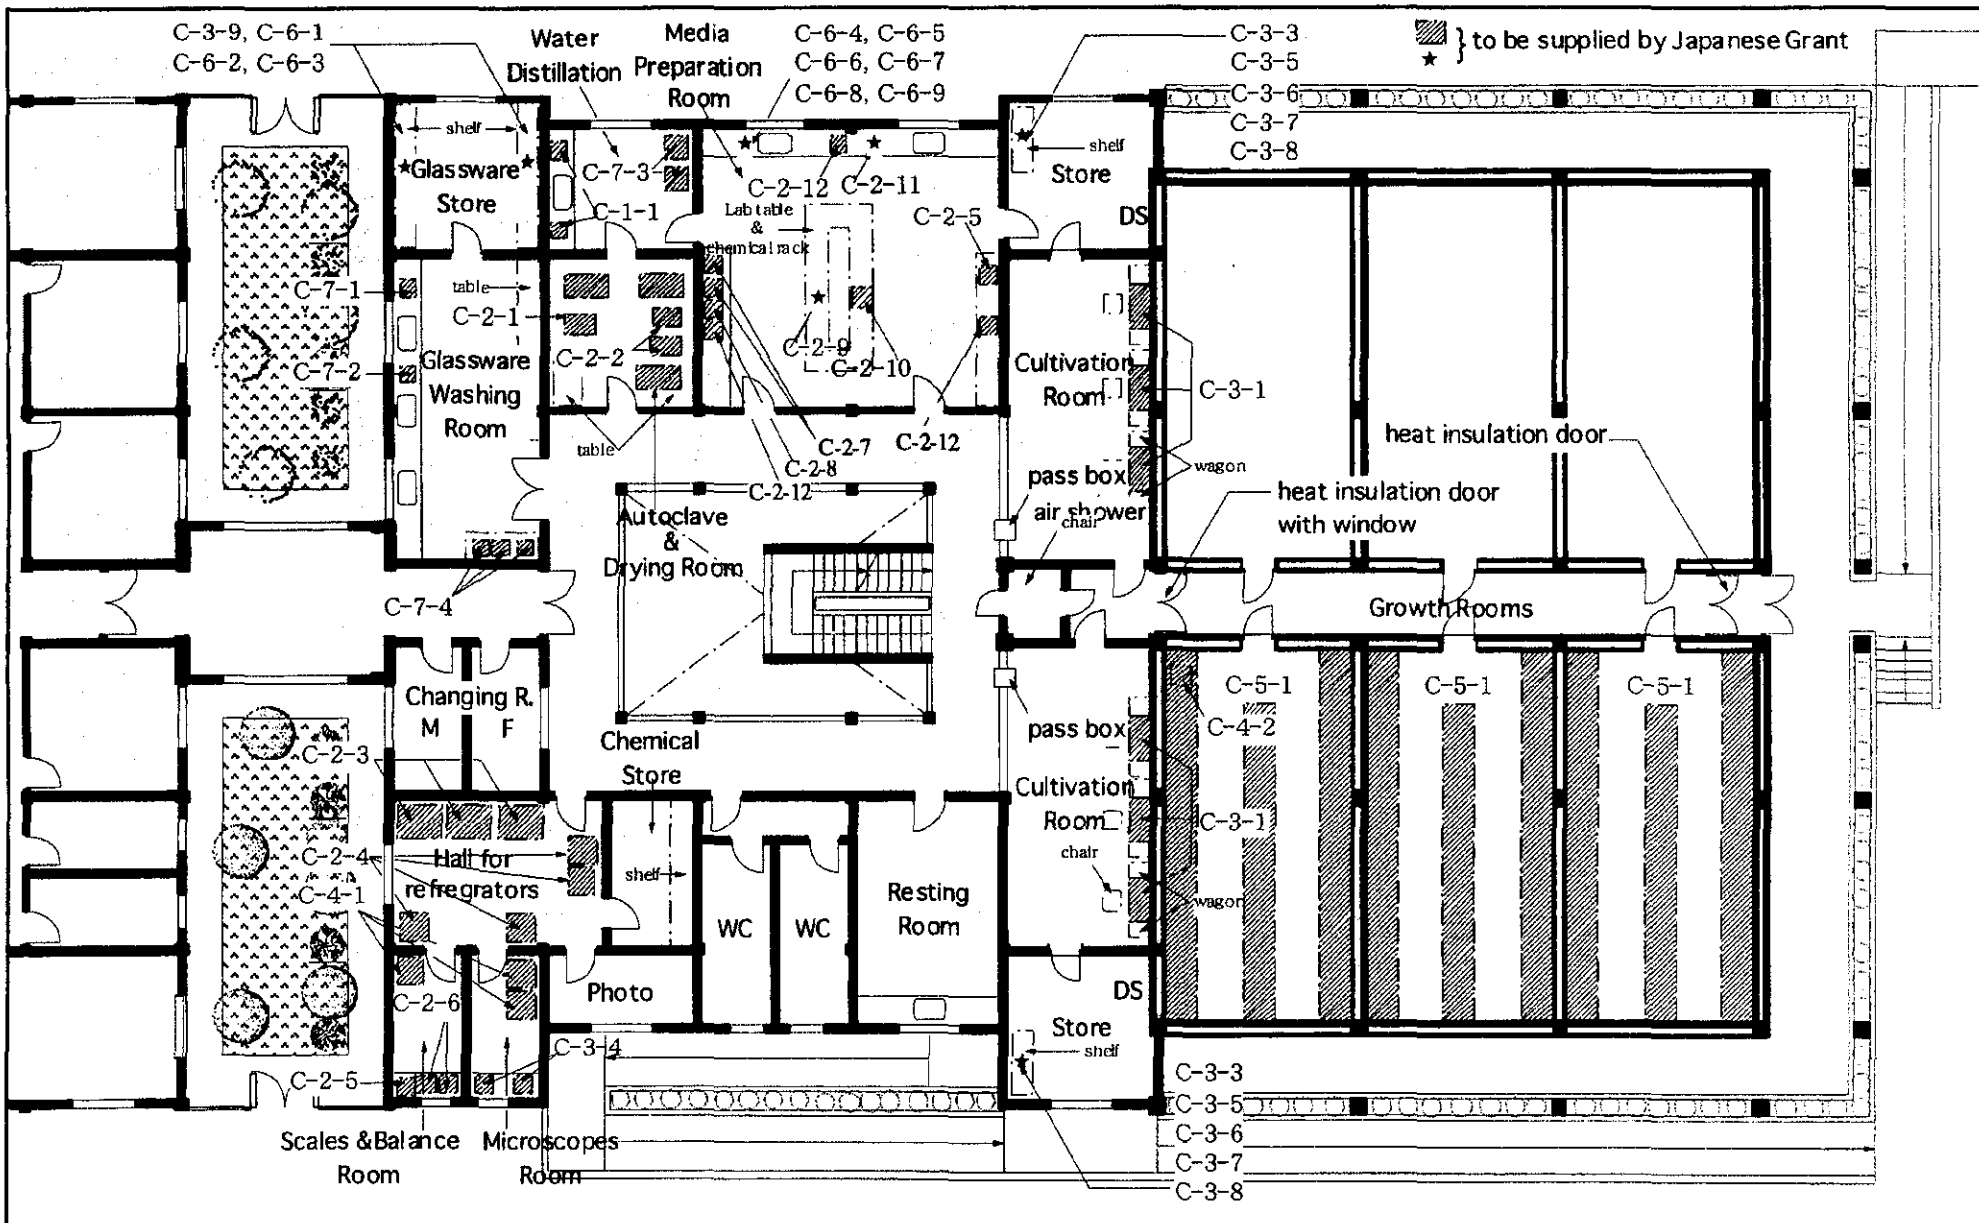 C-3-9, C-6-1
C-6-2, C-6-3
Water
Distillation
Media
Preparation
Room
C-6-4, C-6-5
C-6-6, C-6-7
C-6-8, C-6-9
C-3-3
C-3-5
C-3-6
C-3-7
C-3-8
} to be supplied by Japanese Grant
★
shelf
Glassware
Store
C-7-3
C-1-1
C-2-12
C-2-11
Lab table
&
chemical rack
C-2-5
shelf
Store
DS
C-7-1
table
C-2-1
C-7-2
Glassware
Washing
Room
C-2-2
C-2-9
C-2-10
Cultivation
Room
C-3-1
table
C-2-7
C-2-8
C-2-12
C-2-12
wagon
heat insulation door
pass box
air shower
chair
heat insulation door
with window
Autoclave
&
Drying Room
C-7-4
Growth Rooms
Changing R.
M
F
C-2-3
Chemical
Store
pass box
C-5-1
C-5-1
C-5-1
C-4-2
Cultivation
Room
C-3-1
chair
wagon
C-2-4
Hall for
refregrators
C-4-1
shelf
WC
WC
Resting
Room
C-2-6
Photo
DS
Store
shelf
C-3-4
C-2-5
Scales &Balance
Room
Microscopes
Room
C-3-3
C-3-5
C-3-6
C-3-7
C-3-8